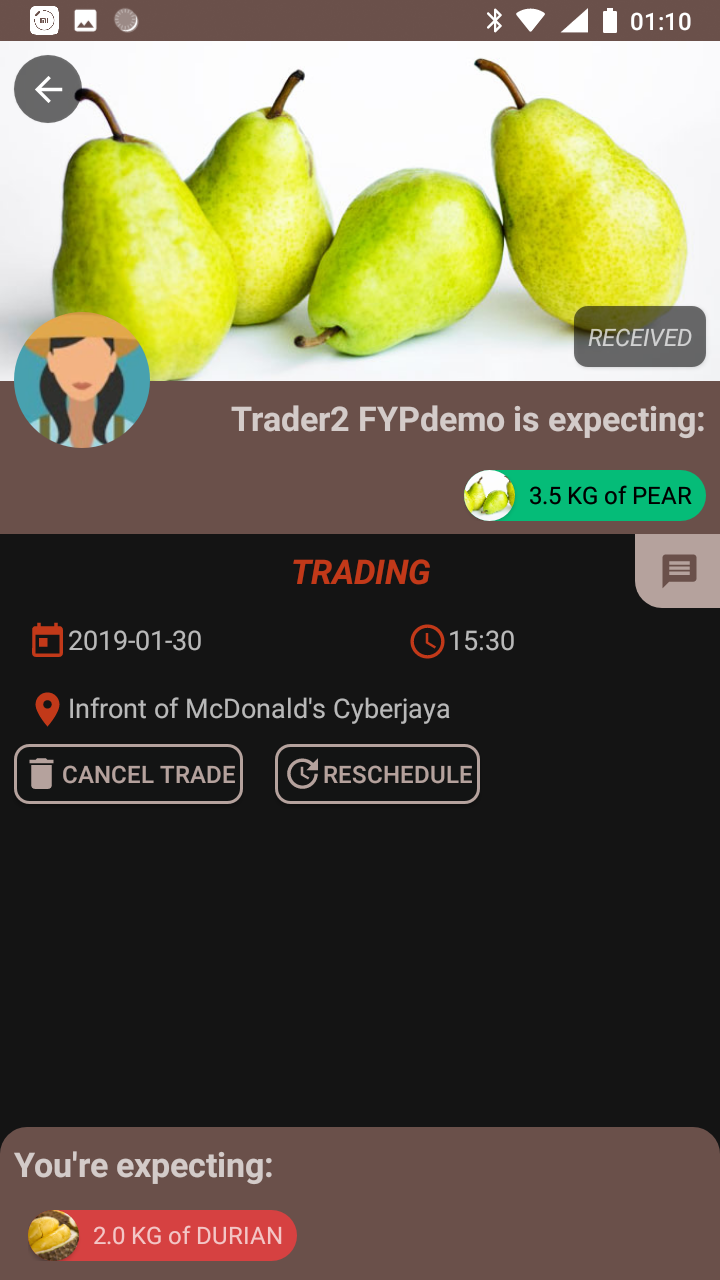 01:10
RECEIVED
Trader2 FYPdemo is expecting:
3.5 KG of PEAR
TRADING
2019-01-30
15:30
Infront of McDonald's Cyberjaya
CANCEL TRADE
RESCHEDULE
You're expecting:
2.0 KG of DURIAN